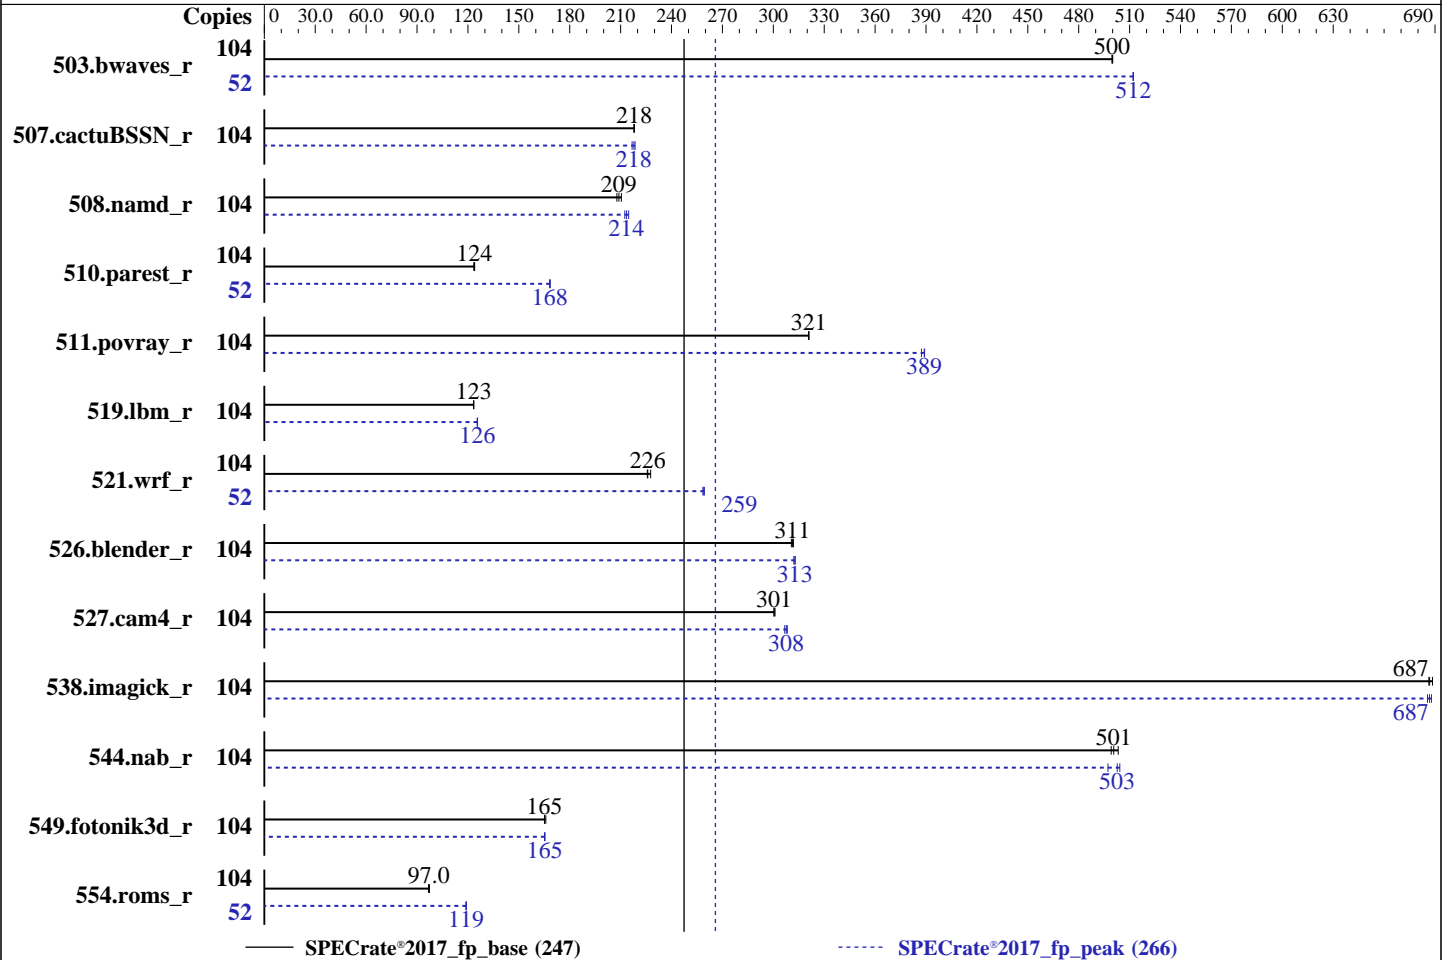 Copies 0 30.0 60.0 90.0 120 150 180 210 240 270 300 330 360 390 420 450 480 510 540 570 600 630 690
503.bwaves_r 104 500
52 512
507.cactuBSSN_r 104 218
218
508.namd_r 104 209
214
510.parest_r 104 124
52 168
511.povray_r 104 321
389
519.lbm_r 104 123
126
521.wrf_r 104 226
52 259
526.blender_r 104 311
313
527.cam4_r 104 301
308
538.imagick_r 104 687
687
544.nab_r 104 501
503
549.fotonik3d_r 104 165
165
554.roms_r 104 97.0
52 119
SPECrate®2017_fp_base (247) SPECrate®2017_fp_peak (266)